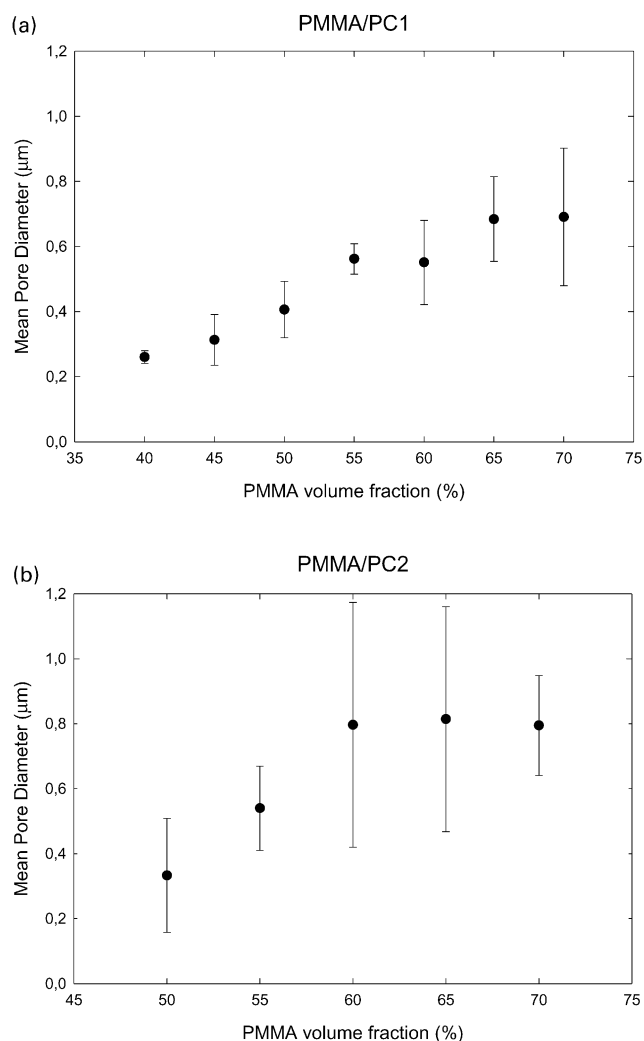 (a)
PMMA/PC1
1,2
1,0
0,8
0,6
0,4
0,2
0,0
Mean Pore Diameter (µm)
35 40 45 50 55 60 65 70 75
PMMA volume fraction (%)
(b)
PMMA/PC2
1,2
1,0
0,8
0,6
0,4
0,2
0,0
Mean Pore Diameter (µm)
45 50 55 60 65 70 75
PMMA volume fraction (%)